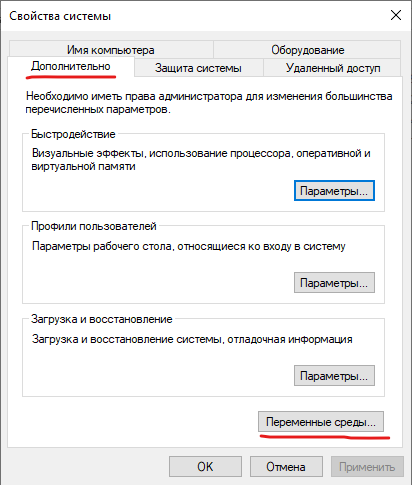 Свойства системы
Имя компьютера
Оборудование
Дополнительно
Защита системы
Удаленный доступ
Необходимо иметь права администратора для изменения большинства
перечисленных параметров.
Быстродействие
Визуальные эффекты, использование процессора, оперативной и
виртуальной памяти
Параметры...
Профили пользователей
Параметры рабочего стола, относящиеся ко входу в систему
Параметры...
Загрузка и восстановление
Загрузка и восстановление системы, отладочная информация
Параметры...
Переменные среды...
ОК
Отмена
Применить